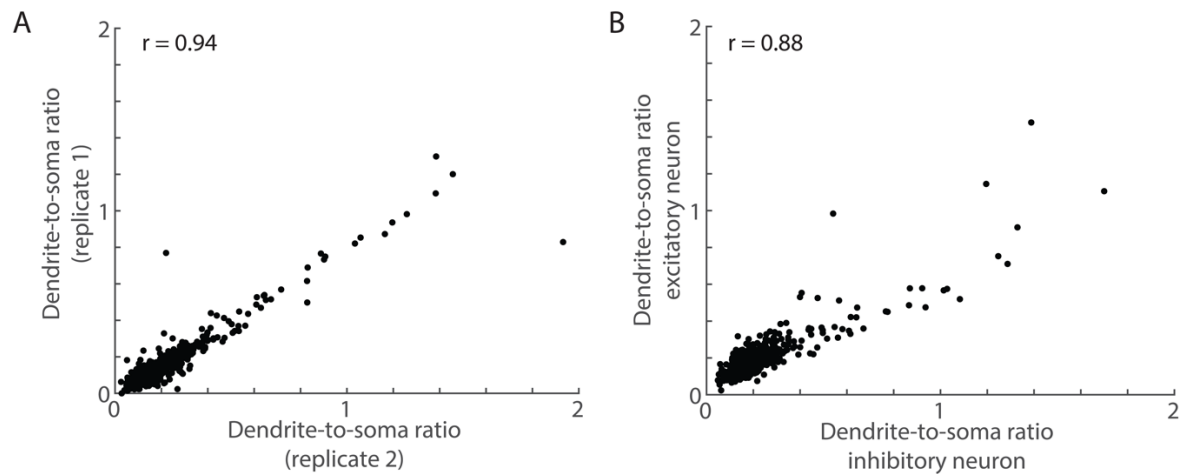 A
r = 0.94
2
1
0
Dendrite-to-soma ratio
(replicate 1)
0
1
2
Dendrite-to-soma ratio
(replicate 2)
B
r = 0.88
2
1
0
Dendrite-to-soma ratio
excitatory neuron
0
1
2
Dendrite-to-soma ratio
inhibitory neuron